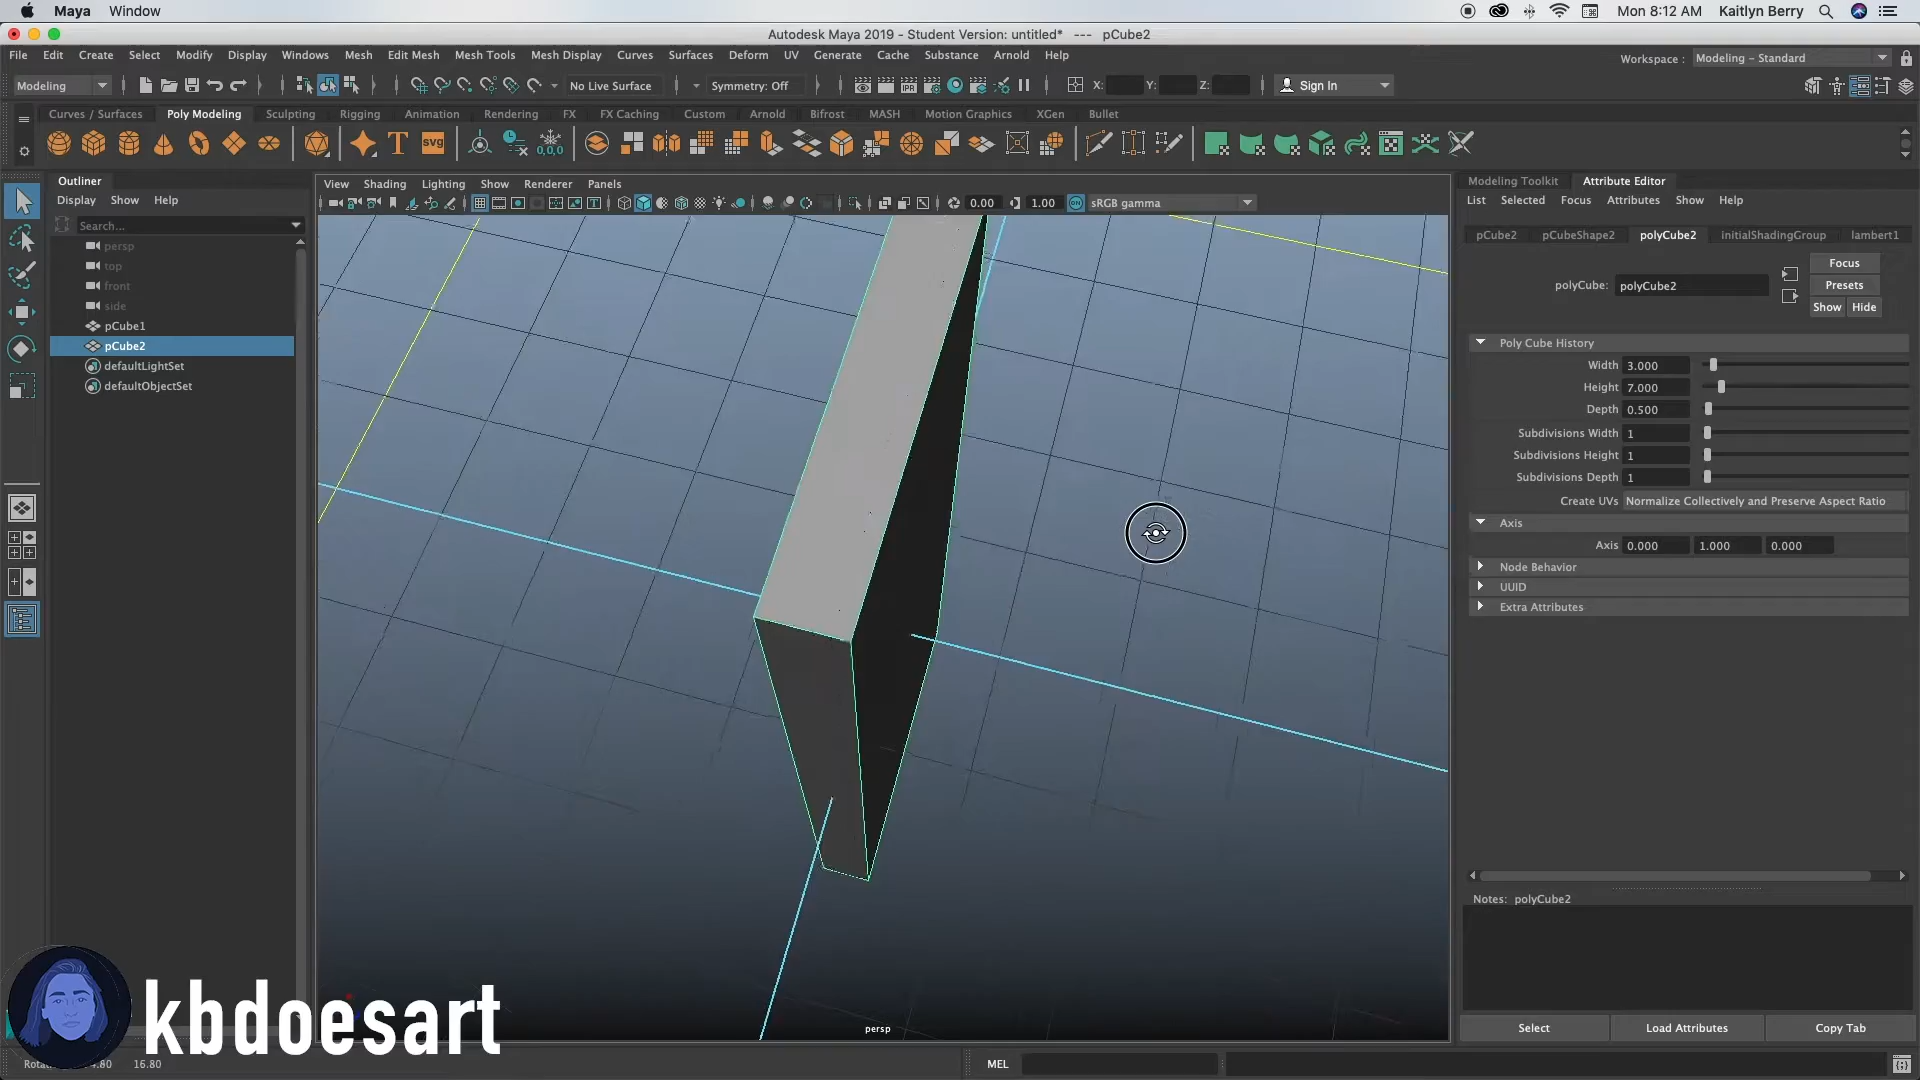 Maya Window Mon 8:12 AM Kaitlyn Berry
Autodesk Maya 2019 - Student Version: untitled* --- pCube2
File Edit Create Select Modify Display Windows Mesh Edit Mesh Mesh Tools Mesh Display Curves Surfaces Deform UV Generate Cache Substance Arnold Help
Workspace : Modeling - Standard
Modeling No Live Surface Symmetry: Off IPR X: Y: Z: Sign In
Curves / Surfaces Poly Modeling Sculpting Rigging Animation Rendering FX FX Caching Custom Arnold Bifrost MASH Motion Graphics XGen Bullet
T SVG 0,0,0
Outliner
Display Show Help
Search...
persp
top
front
side
pCube1
pCube2
defaultLightSet
defaultObjectSet
View Shading Lighting Show Renderer Panels
0.00 1.00 ON sRGB gamma
persp
Modeling Toolkit Attribute Editor
List Selected Focus Attributes Show Help
pCube2 pCubeShape2 polyCube2 initialShadingGroup lambert1
polyCube: polyCube2
Focus
Presets
Show Hide
Poly Cube History
Width 3.000
Height 7.000
Depth 0.500
Subdivisions Width 1
Subdivisions Height 1
Subdivisions Depth 1
Create UVs Normalize Collectively and Preserve Aspect Ratio
Axis
Axis 0.000 1.000 0.000
Node Behavior
UUID
Extra Attributes
Notes: polyCube2
Select Load Attributes Copy Tab
kbdoesart
16.80
MEL